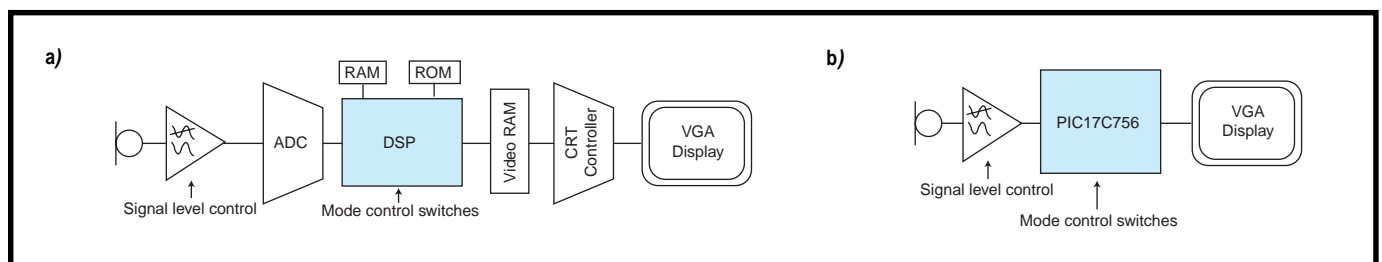 a)
RAM
ROM
ADC
DSP
Video RAM
CRT
Controller
VGA
Display
Signal level control
Mode control switches
b)
PIC17C756
VGA
Display
Signal level control
Mode control switches